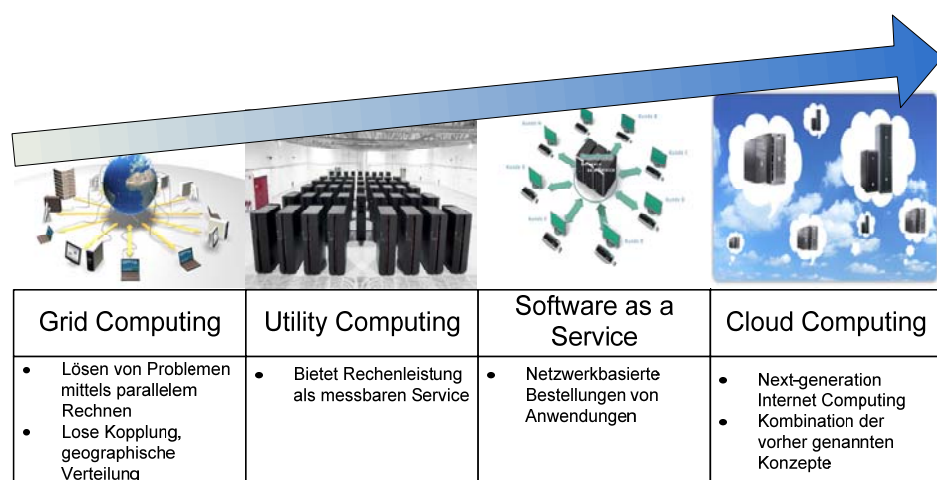 Grid Computing
Utility Computing
Software as a
Service
Cloud Computing
• Lösen von Problemen
mittels parallelem
Rechnen
• Lose Kopplung,
geographische
Verteilung
• Bietet Rechenleistung
als messbaren Service
• Netzwerkbasierte
Bestellungen von
Anwendungen
• Next-generation
Internet Computing
• Kombination der
vorher genannten
Konzepte